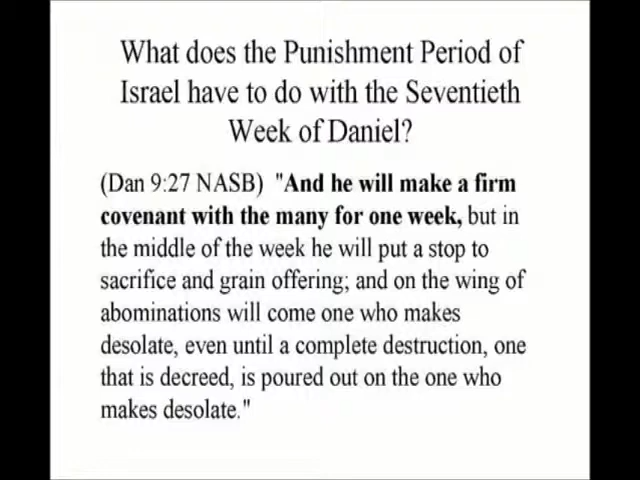 What does the Punishment Period of
Israel have to do with the Seventieth
Week of Daniel?
(Dan 9:27 NASB) "And he will make a firm
covenant with the many for one week, but in
the middle of the week he will put a stop to
sacrifice and grain offering; and on the wing of
abominations will come one who makes
desolate, even until a complete destruction, one
that is decreed, is poured out on the one who
makes desolate."